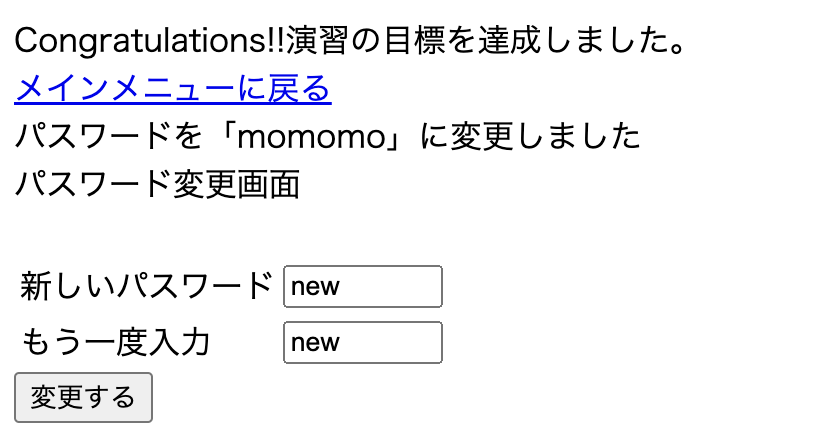 Congratulations!!演習の目標を達成しました。
メインメニューに戻る
パスワードを「momomo」に変更しました
パスワード変更画面
新しいパスワード new
もう一度入力 new
変更する